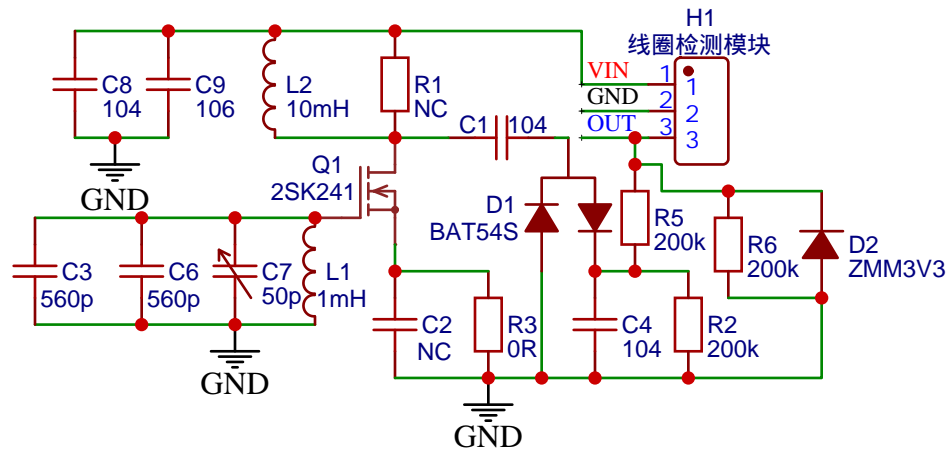 H1
线圈检测模块
VIN
1
1
GND
2
2
OUT
3
3
C8
104
C9
106
L2
10mH
R1
NC
C1
104
GND
Q1
2SK241
D1
BAT54S
R5
200k
R6
200k
D2
ZMM3V3
C3
560p
C6
560p
C7
50p
L1
1mH
C2
NC
R3
0R
C4
104
R2
200k
GND
GND